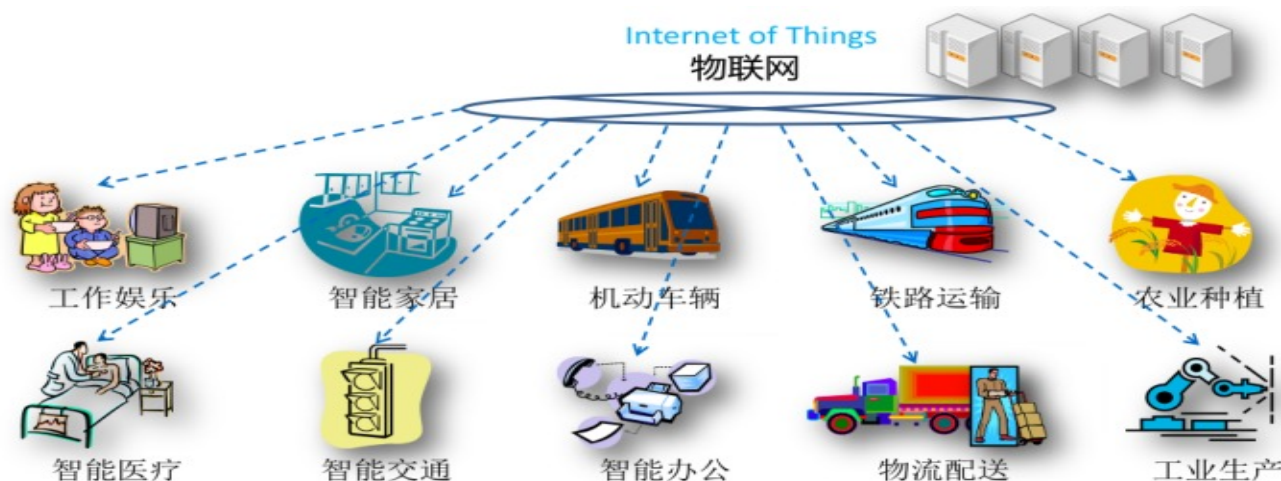 Internet of Things
物联网
工作娱乐
智能家居
机动车辆
铁路运输
农业种植
智能医疗
智能交通
智能办公
物流配送
工业生产